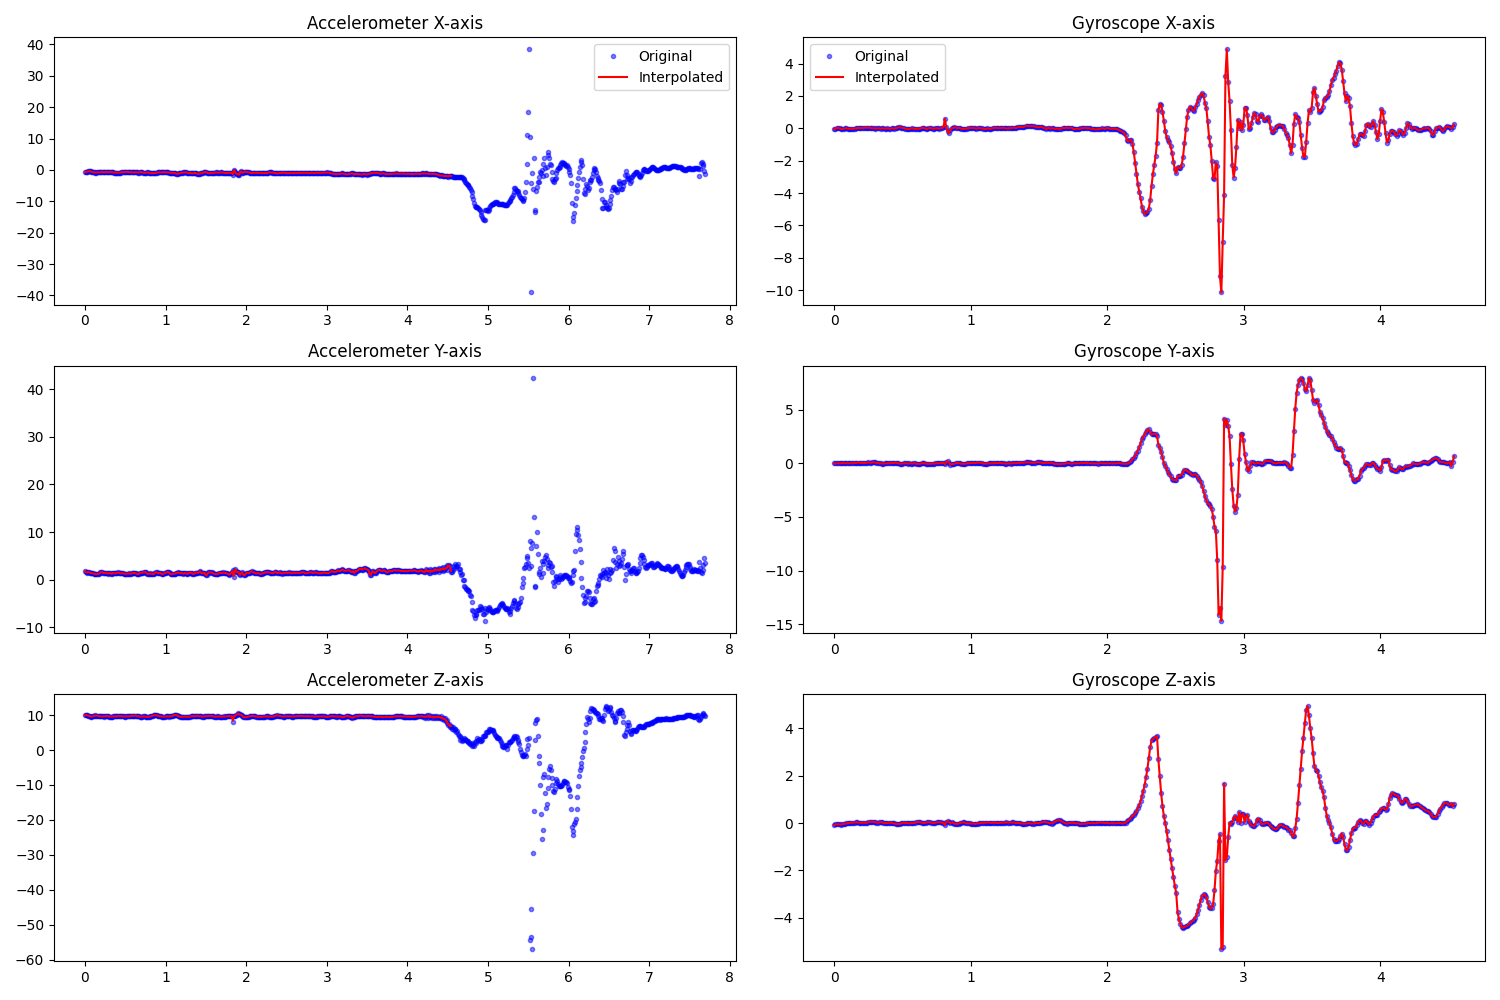 Accelerometer X-axis
Original
Interpolated
40
30
20
10
0
−10
−20
−30
−40
0 1 2 3 4 5 6 7 8
Gyroscope X-axis
Original
Interpolated
4
2
0
−2
−4
−6
−8
−10
0 1 2 3 4
Accelerometer Y-axis
40
30
20
10
0
−10
0 1 2 3 4 5 6 7 8
Gyroscope Y-axis
5
0
−5
−10
−15
0 1 2 3 4
Accelerometer Z-axis
10
0
−10
−20
−30
−40
−50
−60
0 1 2 3 4 5 6 7 8
Gyroscope Z-axis
4
2
0
−2
−4
0 1 2 3 4